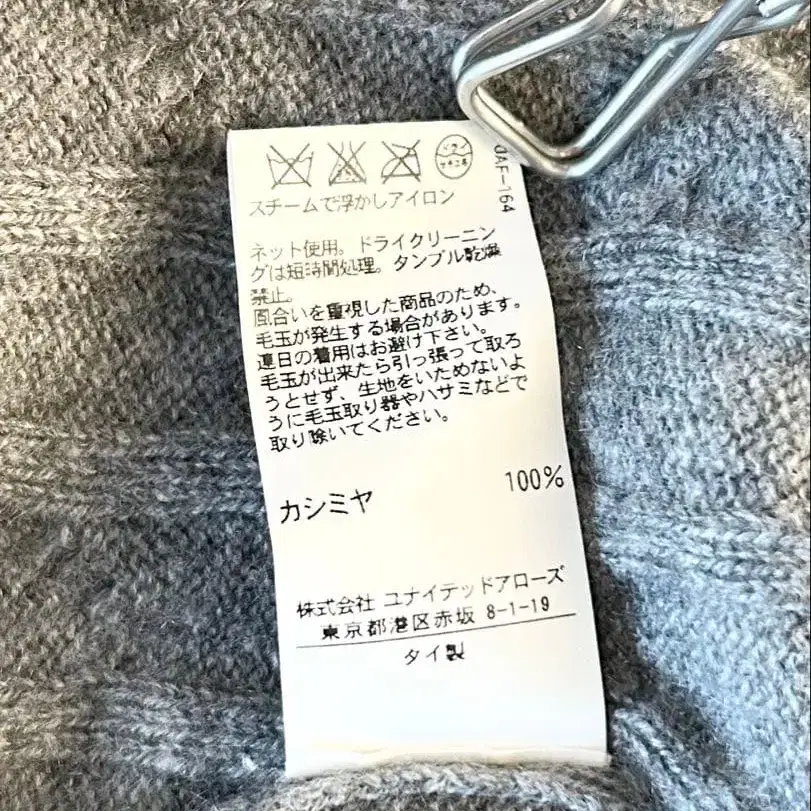 ドライ
セキユ系
UAF-164
スチームで浮かしアイロン
ネット使用。ドライクリーニン
グは短時間処理。タンブル乾燥
禁止。
風合いを重視した商品のため、
毛玉が発生する場合があります。
連日の着用はお避け下さい。
毛玉が出来たら引っ張って取ろ
うとせず、生地をいためないよ
うに毛玉取り器やハサミなどで
取り除いてください。
カシミヤ 100%
株式会社 ユナイテッドアローズ
東京都港区赤坂 8-1-19
タイ製